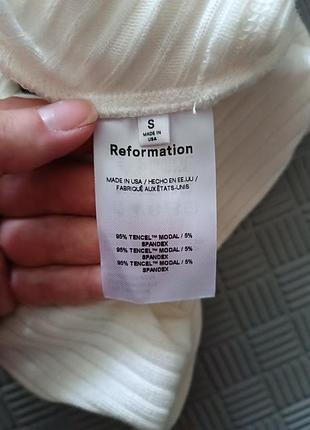 S
MADE IN
USA
Reformation
MADE IN USA / HECHO EN EE.UU /
FABRIQUÉ AUX ÉTATS-UNIS
95% TENCEL™ MODAL / 5%
SPANDEX
95% TENCEL™ MODAL / 5%
SPANDEX
95% TENCEL™ MODAL / 5%
SPANDEX